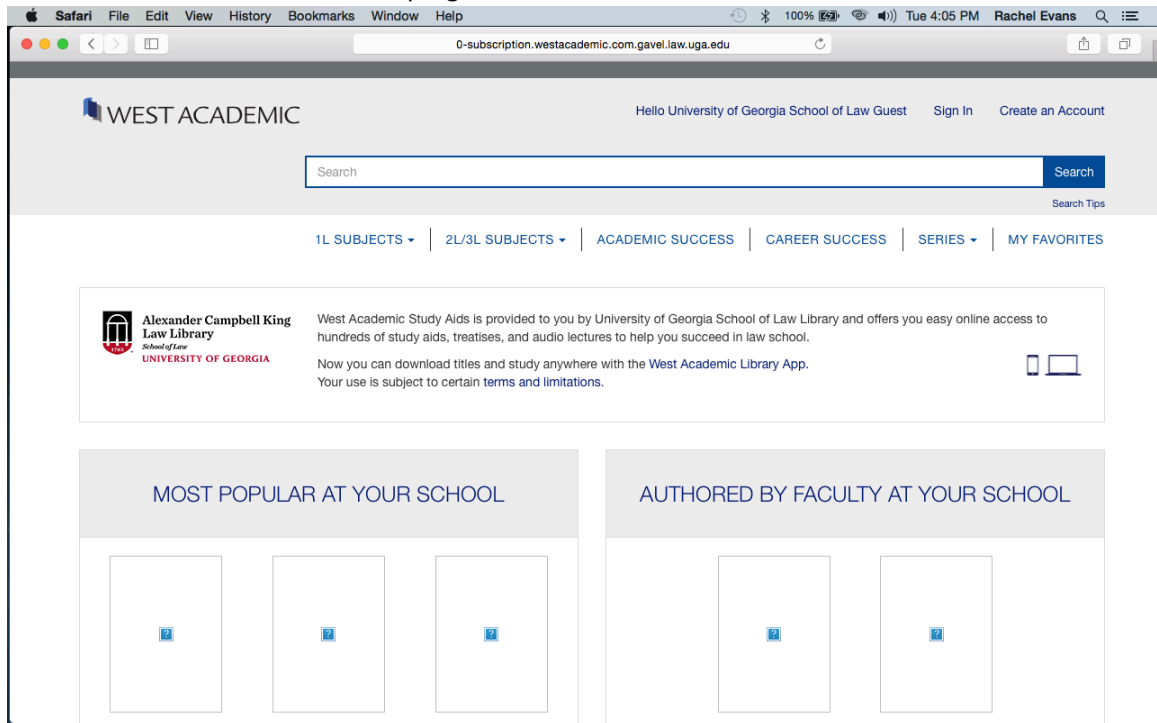 Safari File Edit View History Bookmarks Window Help 100% Tue 4:05 PM Rachel Evans
0-subscription.westacademic.com.gavel.law.uga.edu
WEST ACADEMIC
Hello University of Georgia School of Law Guest Sign In Create an Account
Search Search
Search Tips
1L SUBJECTS 2L/3L SUBJECTS ACADEMIC SUCCESS CAREER SUCCESS SERIES MY FAVORITES
1785
Alexander Campbell King
Law Library
School of Law
UNIVERSITY OF GEORGIA
West Academic Study Aids is provided to you by University of Georgia School of Law Library and offers you easy online access to
hundreds of study aids, treatises, and audio lectures to help you succeed in law school.
Now you can download titles and study anywhere with the West Academic Library App.
Your use is subject to certain terms and limitations.
MOST POPULAR AT YOUR SCHOOL
AUTHORED BY FACULTY AT YOUR SCHOOL
? ? ? ? ?